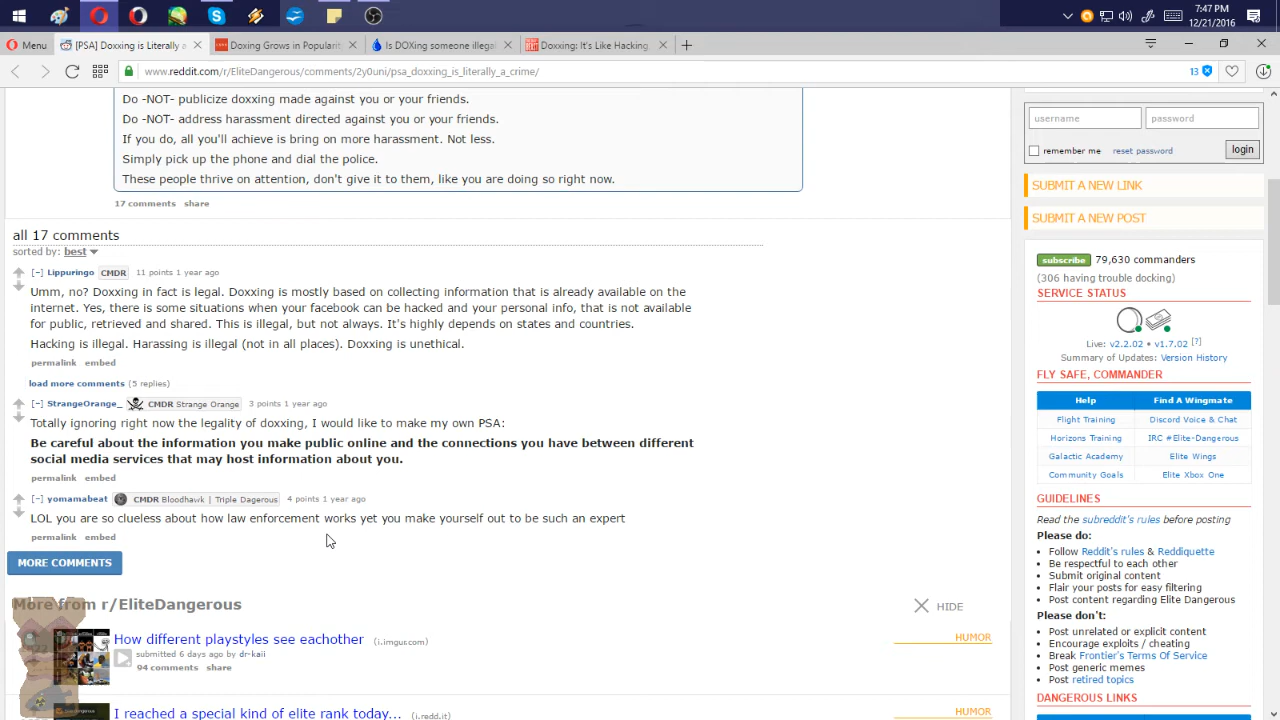 7:47 PM
12/21/2016
Menu
[PSA] Doxxing is Literally a
Doxing Grows in Popularit
Is DOXing someone illegal
Doxxing: It's Like Hacking,
www.reddit.com/r/EliteDangerous/comments/2y0uni/psa_doxxing_is_literally_a_crime/
13
Do -NOT- publicize doxxing made against you or your friends.
Do -NOT- address harassment directed against you or your friends.
If you do, all you'll achieve is bring on more harassment. Not less.
Simply pick up the phone and dial the police.
These people thrive on attention, don't give it to them, like you are doing so right now.
17 comments share
all 17 comments
sorted by: best
[–] Lippuringo CMDR 11 points 1 year ago
Umm, no? Doxxing in fact is legal. Doxxing is mostly based on collecting information that is already available on the
internet. Yes, there is some situations when your facebook can be hacked and your personal info, that is not available
for public, retrieved and shared. This is illegal, but not always. It's highly depends on states and countries.
Hacking is illegal. Harassing is illegal (not in all places). Doxxing is unethical.
permalink embed
load more comments (5 replies)
[–] StrangeOrange_ CMDR Strange Orange 3 points 1 year ago
Totally ignoring right now the legality of doxxing, I would like to make my own PSA:
Be careful about the information you make public online and the connections you have between different
social media services that may host information about you.
permalink embed
[–] yomamabeat CMDR Bloodhawk | Triple Dagerous 4 points 1 year ago
LOL you are so clueless about how law enforcement works yet you make yourself out to be such an expert
permalink embed
MORE COMMENTS
More from r/EliteDangerous
HIDE
How different playstyles see eachother (i.imgur.com)
HUMOR
submitted 6 days ago by dr-kaii
94 comments share
I reached a special kind of elite rank today... (i.redd.it)
HUMOR
username
password
remember me reset password login
SUBMIT A NEW LINK
SUBMIT A NEW POST
subscribe 79,630 commanders
(306 having trouble docking)
SERVICE STATUS
Live: v2.2.02 • v1.7.02 [?]
Summary of Updates: Version History
FLY SAFE, COMMANDER
Help Find A Wingmate
Flight Training Discord Voice & Chat
Horizons Training IRC #Elite-Dangerous
Galactic Academy Elite Wings
Community Goals Elite Xbox One
GUIDELINES
Read the subreddit's rules before posting
Please do:
• Follow Reddit's rules & Reddiquette
• Be respectful to each other
• Submit original content
• Flair your posts for easy filtering
• Post content regarding Elite Dangerous
Please don't:
• Post unrelated or explicit content
• Encourage exploits / cheating
• Break Frontier's Terms Of Service
• Post generic memes
• Post retired topics
DANGEROUS LINKS